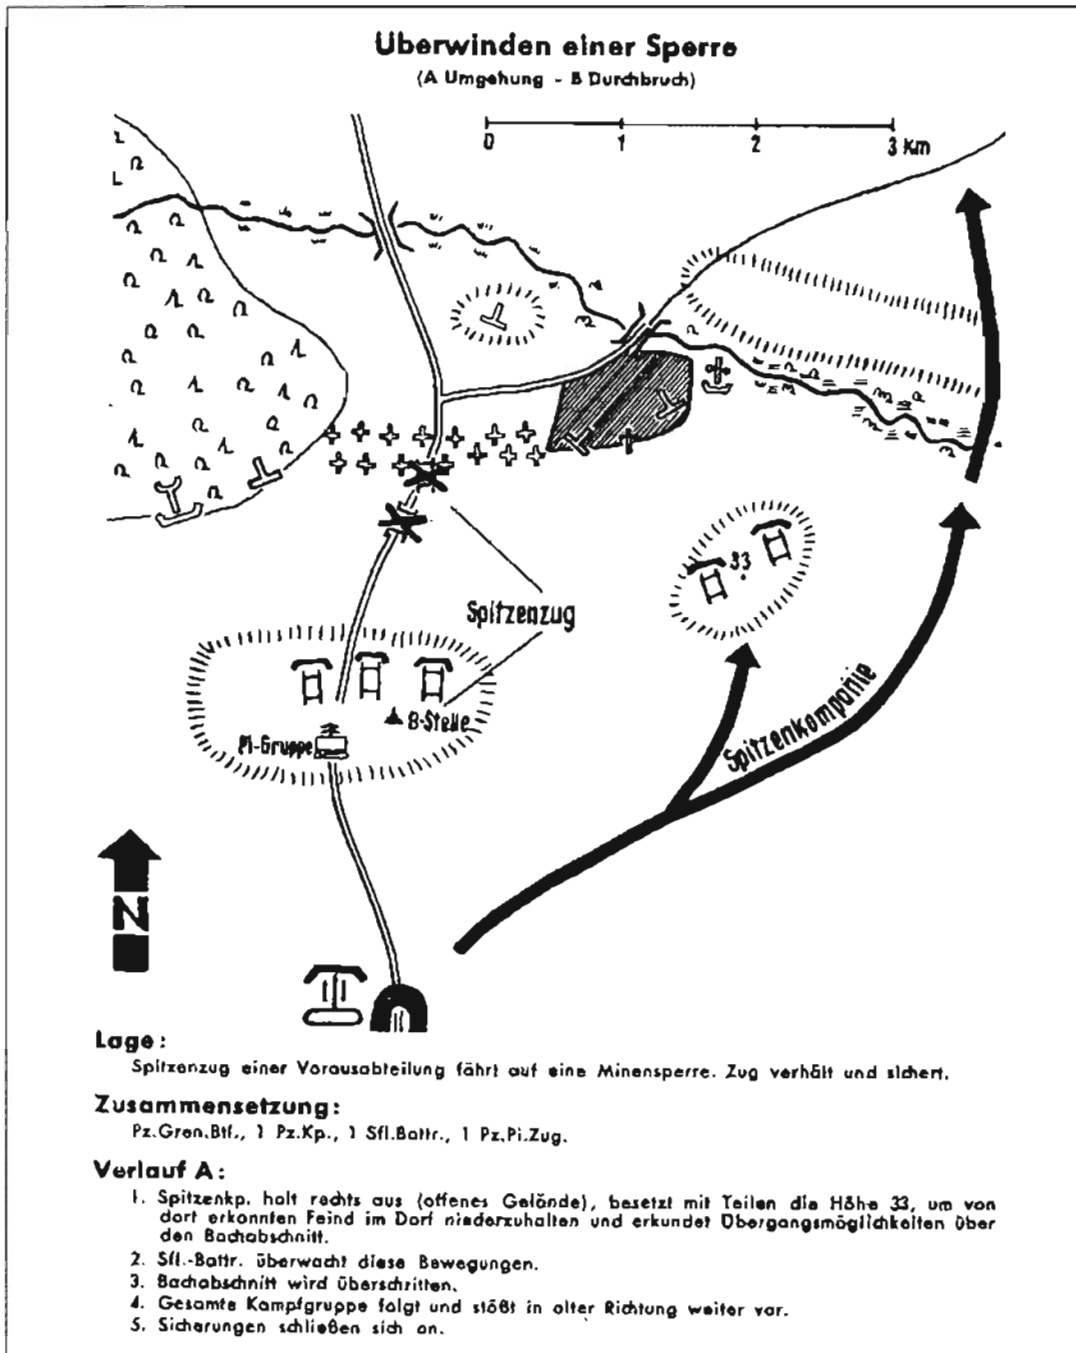 Überwinden einer Sperre
(A Umgehung - B Durchbruch)
0 1 2 3 km
33
Spitzenzug
Spitzenkompanie
B-Stelle
Pi-Gruppe
N
Lage:
Spitzenzug einer Vorausabteilung fährt auf eine Minensperre. Zug verhält und sichert.
Zusammensetzung:
Pz.Gren.Btl., 1 Pz.Kp., 1 Sfl.Battr., 1 Pz.Pi.Zug.
Verlauf A:
1. Spitzenkp. holt rechts aus (offenes Gelände), besetzt mit Teilen die Höhe 33, um von
dort erkannten Feind im Dorf niederzuhalten und erkundet Übergangsmöglichkeiten über
den Bachabschnitt.
2. Sfl.-Battr. überwacht diese Bewegungen.
3. Bachabschnitt wird überschritten.
4. Gesamte Kampfgruppe folgt und stößt in alter Richtung weiter vor.
5. Sicherungen schließen sich an.